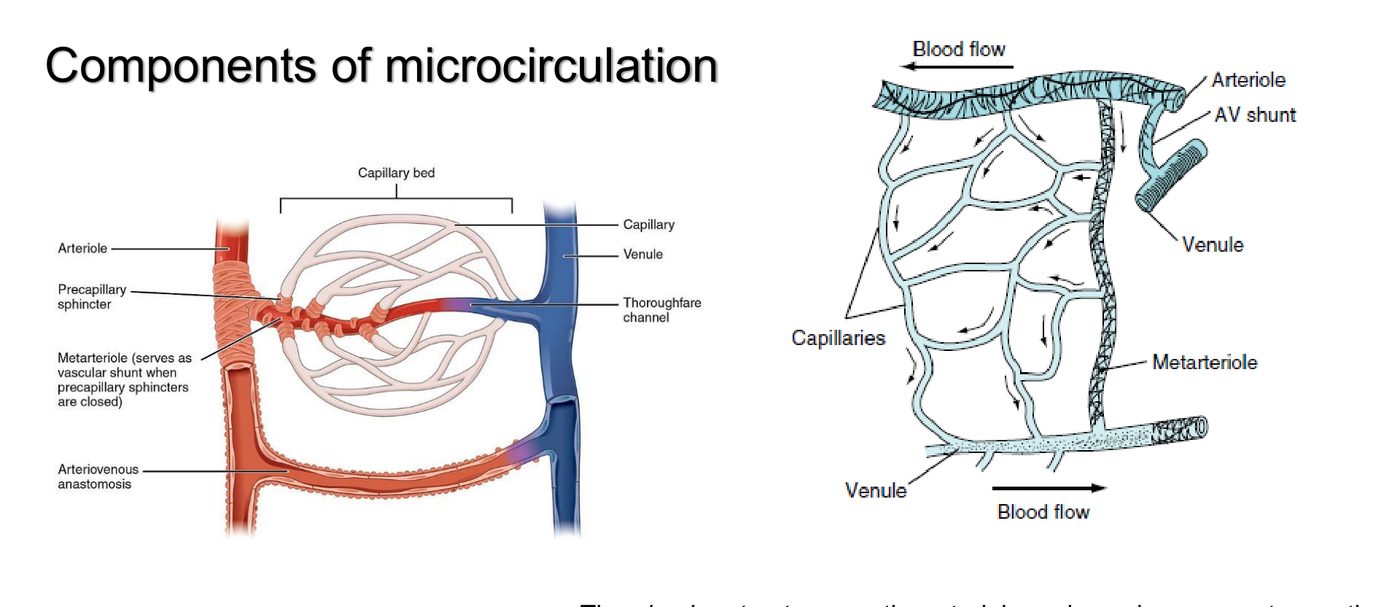 Components of microcirculation
Capillary bed
Arteriole
Precapillary
sphincter
Metarteriole (serves as
vascular shunt when
precapillary sphincters
are closed)
Arteriovenous
anastomosis
Capillary
Venule
Thoroughfare
channel
Blood flow
Arteriole
AV shunt
Venule
Capillaries
Metarteriole
Venule
Blood flow